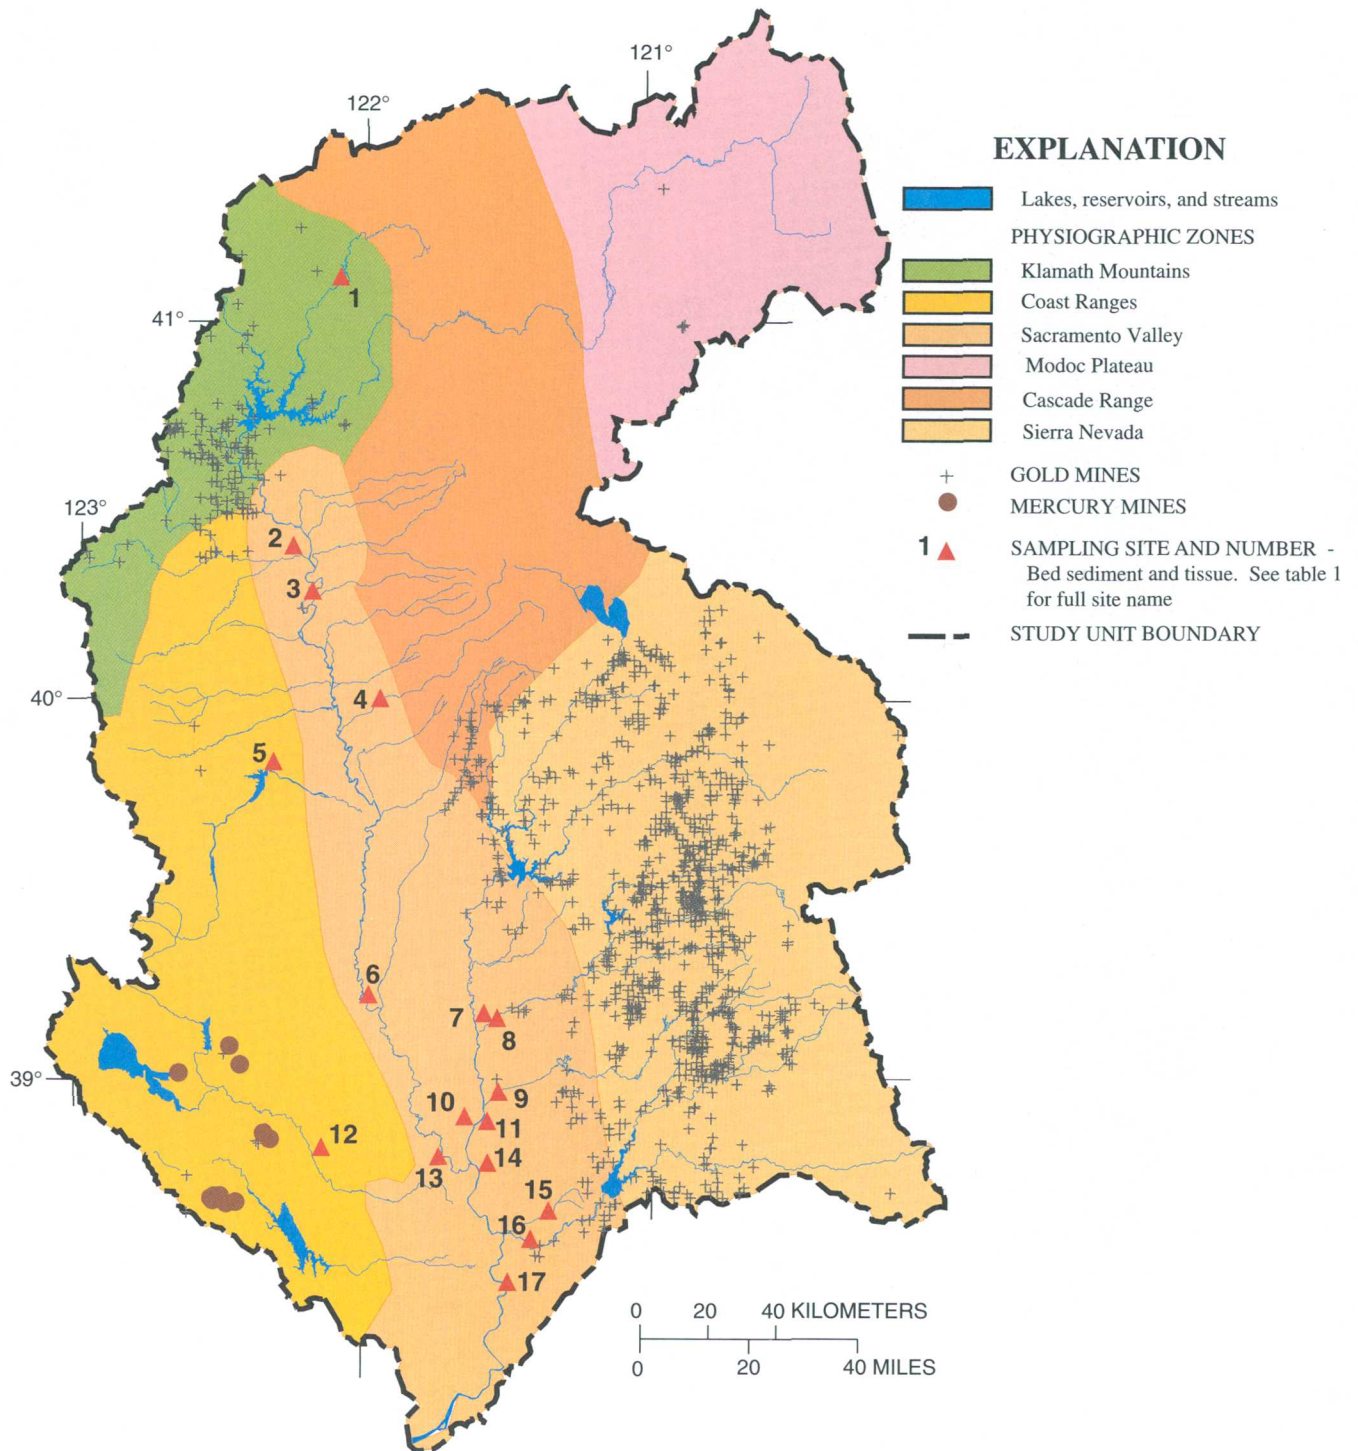 121°
122°
EXPLANATION
Lakes, reservoirs, and streams
PHYSIOGRAPHIC ZONES
Klamath Mountains
Coast Ranges
Sacramento Valley
Modoc Plateau
Cascade Range
Sierra Nevada
GOLD MINES
MERCURY MINES
1 SAMPLING SITE AND NUMBER -
Bed sediment and tissue. See table 1
for full site name
STUDY UNIT BOUNDARY
1
41°
123°
2
3
40°
4
5
6
7
8
39°
9
10
11
12
13
14
15
16
17
0 20 40 KILOMETERS
0 20 40 MILES